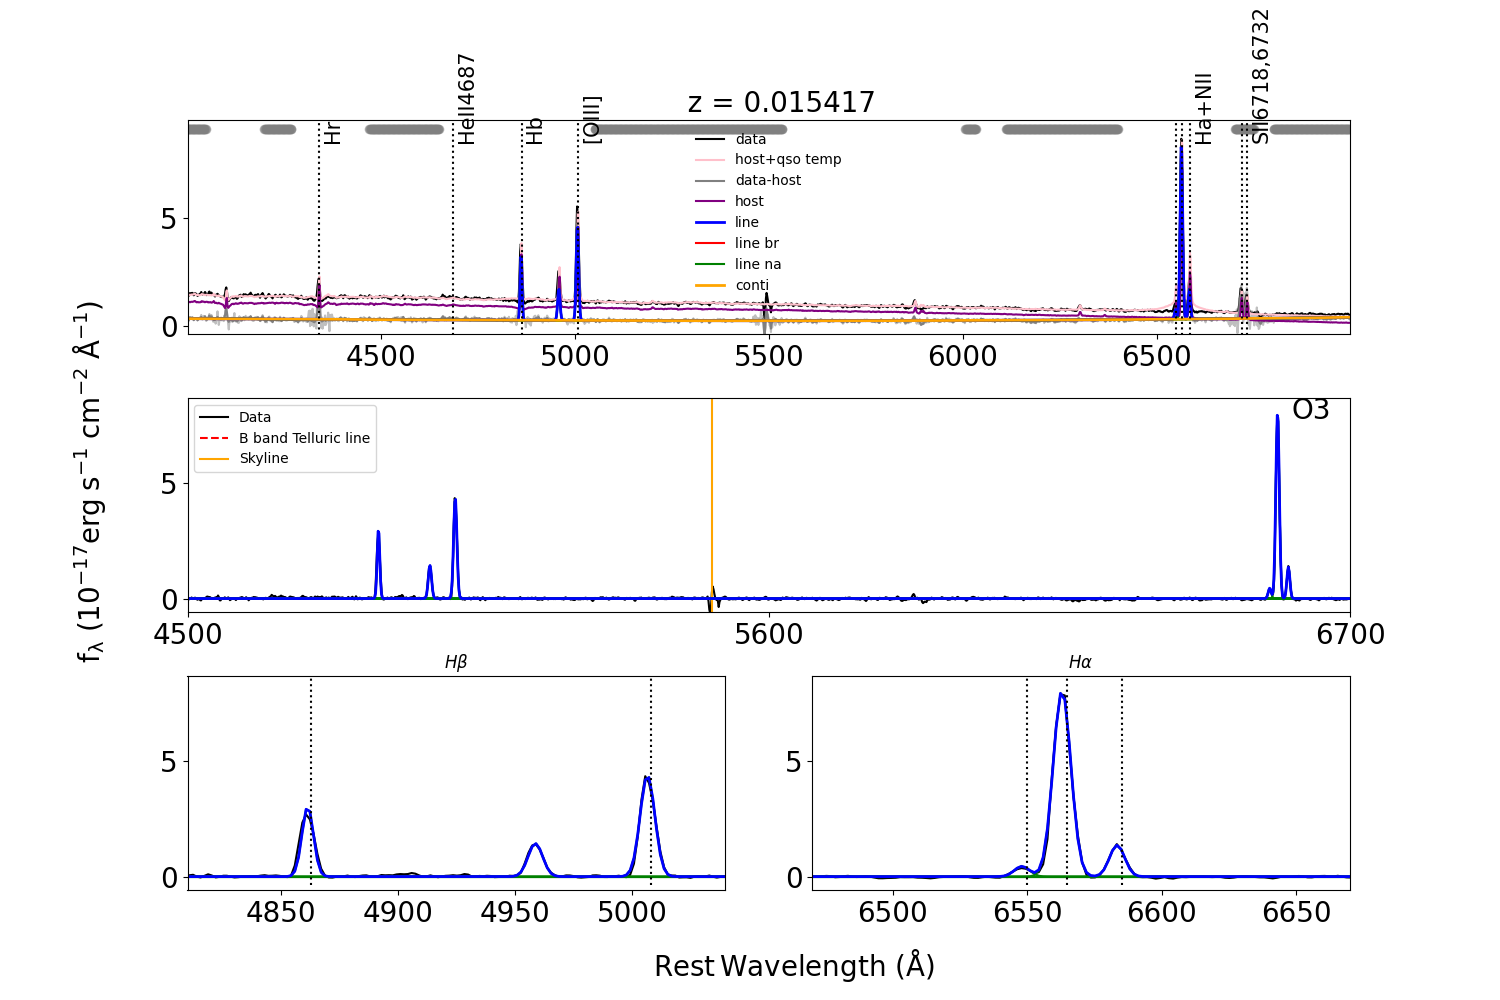 z = 0.015417
Hr
HeII4687
Hb
[OIII]
Ha+NII
SII6718,6732
data
host+qso temp
data-host
host
line
line br
line na
conti
5
0
4500 5000 5500 6000 6500
Data
B band Telluric line
Skyline
O3
5
0
4500 5600 6700
fλ (10⁻¹⁷erg s⁻¹ cm⁻² Å⁻¹)
Hβ
5
0
4850 4900 4950 5000
Hα
5
0
6500 6550 6600 6650
Rest Wavelength (Å)